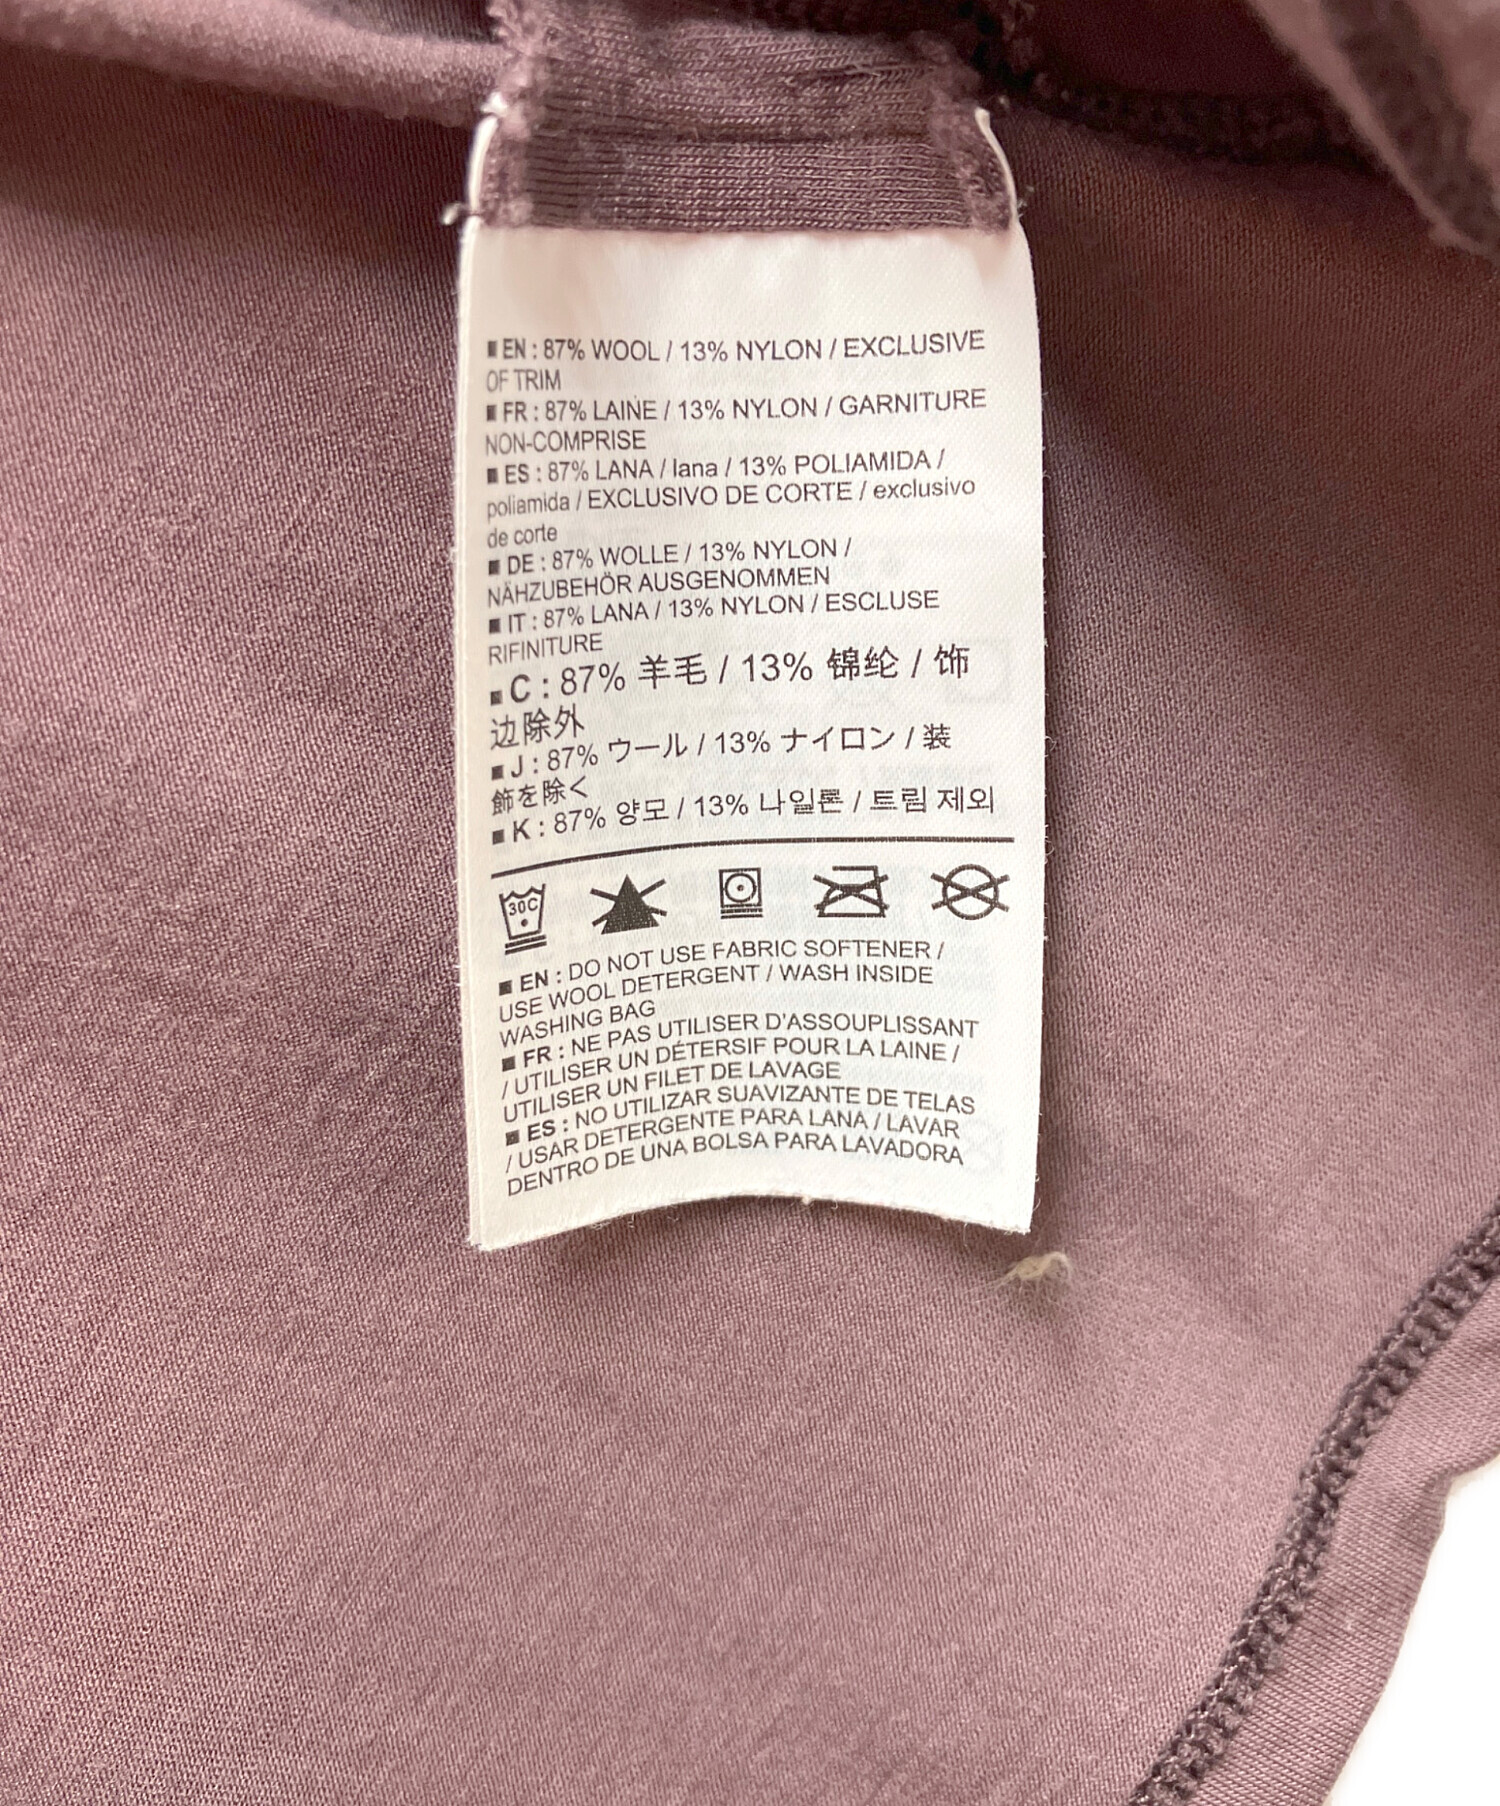 ■ EN : 87% WOOL / 13% NYLON / EXCLUSIVE
OF TRIM
■ FR : 87% LAINE / 13% NYLON / GARNITURE
NON-COMPRISE
■ ES : 87% LANA / lana / 13% POLIAMIDA /
poliamida / EXCLUSIVO DE CORTE / exclusivo
de corte
■ DE : 87% WOLLE / 13% NYLON /
NÄHZUBEHÖR AUSGENOMMEN
■ IT : 87% LANA / 13% NYLON / ESCLUSE
RIFINITURE
■ C : 87% 羊毛 / 13% 锦纶 / 饰
边除外
■ J : 87% ウール / 13% ナイロン / 装
飾を除く
■ K : 87% 양모 / 13% 나일론 / 트림 제외
30C
■ EN : DO NOT USE FABRIC SOFTENER /
USE WOOL DETERGENT / WASH INSIDE
WASHING BAG
■ FR : NE PAS UTILISER D'ASSOUPLISSANT
/ UTILISER UN DÉTERSIF POUR LA LAINE /
UTILISER UN FILET DE LAVAGE
■ ES : NO UTILIZAR SUAVIZANTE DE TELAS
/ USAR DETERGENTE PARA LANA / LAVAR
DENTRO DE UNA BOLSA PARA LAVADORA